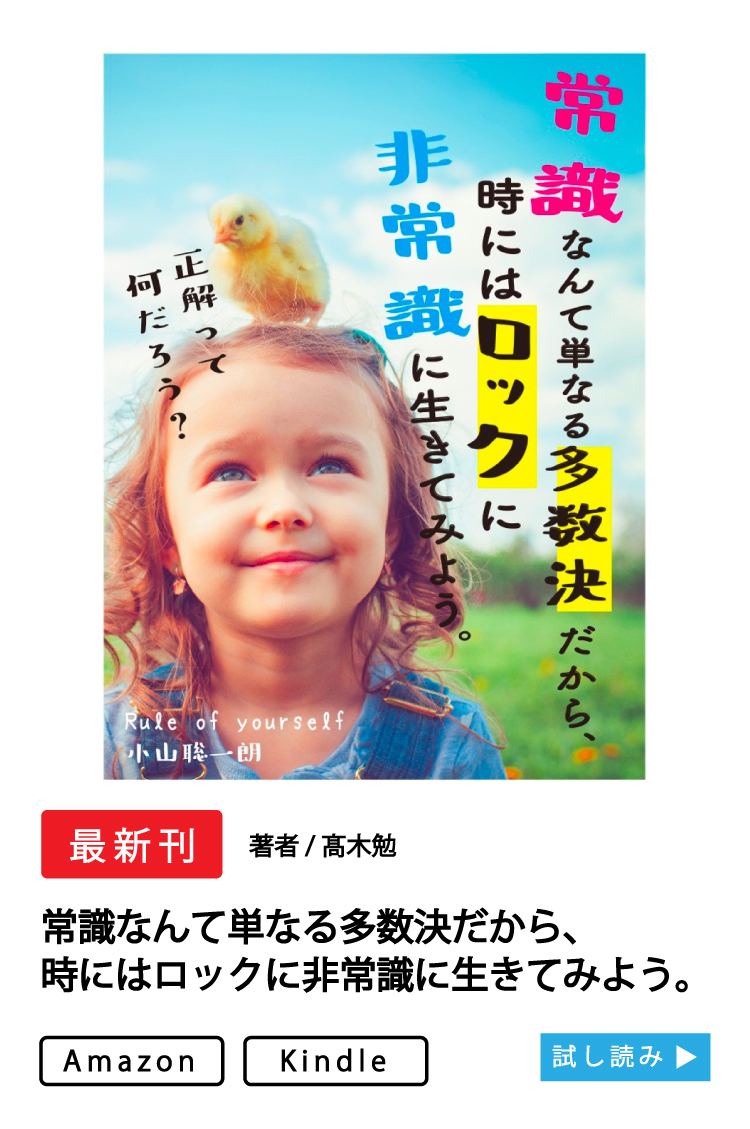 常識なんて単なる多数決だから、
時にはロックに
非常識に生きてみよう。
正解って
何だろう？
Rule of yourself
小山聡一朗
最新刊
著者 / 髙木勉
常識なんて単なる多数決だから、
時にはロックに非常識に生きてみよう。
Amazon
Kindle
試し読み ▶